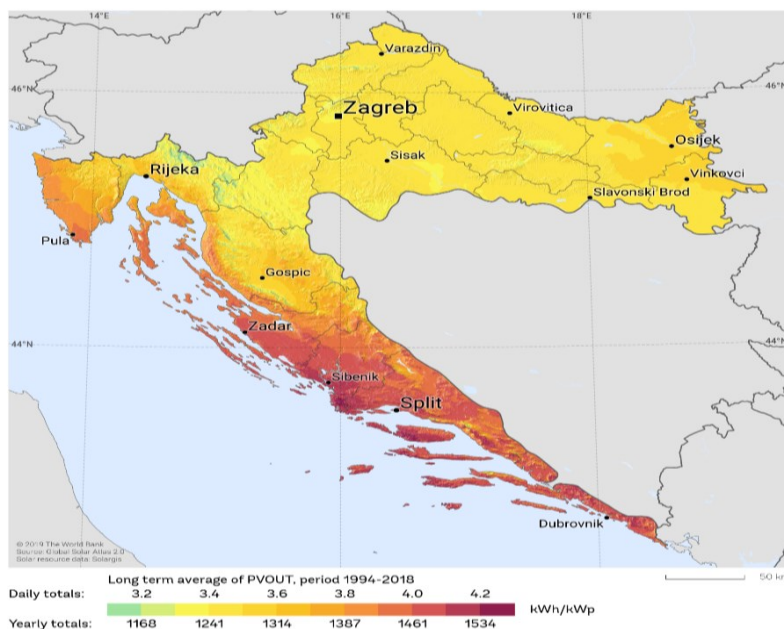 14°E 16°E 18°E
Varazdin
46°N 46°N
Zagreb
Virovitica
Osijek
Sisak
Rijeka
Vinkovci
Slavonski Brod
Pula
Gospic
Zadar
44°N 44°N
Sibenik
Split
Dubrovnik
© 2019 The World Bank
Source: Global Solar Atlas 2.0
Solar resource data: Solargis
50 km
Long term average of PVOUT, period 1994-2018
Daily totals: 3.2 3.4 3.6 3.8 4.0 4.2
kWh/kWp
Yearly totals: 1168 1241 1314 1387 1461 1534